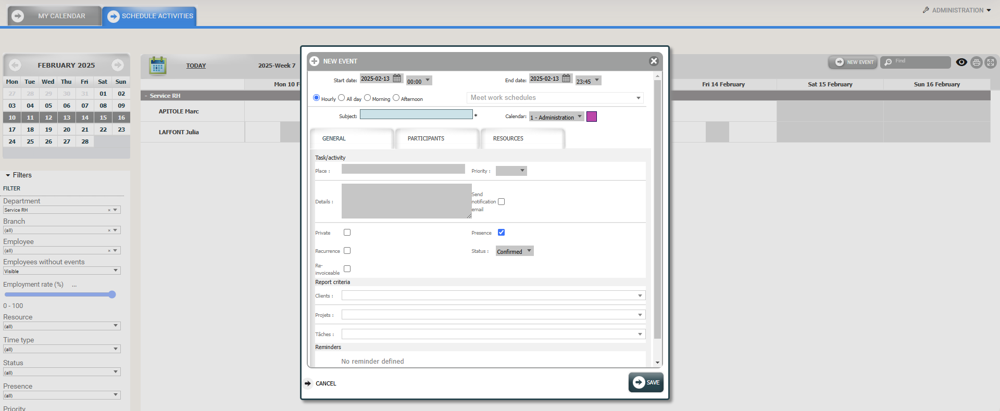 MY CALENDAR
SCHEDULE ACTIVITIES
ADMINISTRATION
FEBRUARY 2025
Mon Tue Wed Thu Fri Sat Sun
27 28 29 30 31 01 02
03 04 05 06 07 08 09
10 11 12 13 14 15 16
17 18 19 20 21 22 23
24 25 26 27 28
Filters
FILTER
Department
Service RH ×
Branch
(all) ×
Employee
(all) ×
Employees without events
Visible
Employment rate (%) ...
0 - 100
Resource
(all)
Time type
(all)
Status
(all)
Presence
(all)
Priority
TODAY
2025-Week 7
NEW EVENT
Find
Mon 10 F
Fri 14 February
Sat 15 February
Sun 16 February
- Service RH
APITOLE Marc
LAFFONT Julia
NEW EVENT
Start date: 2025-02-13 00:00
End date: 2025-02-13 23:45
Hourly All day Morning Afternoon
Meet work schedules
Subject: *
Calendar: 1 - Administration
GENERAL
PARTICIPANTS
RESOURCES
Task/activity
Place :
Priority :
Details :
Send
notification
email
Private
Presence
Recurrence
Status : Confirmed
Re-
invoiceable
Report criteria
Clients :
Projets :
Tâches :
Reminders
No reminder defined
CANCEL
SAVE